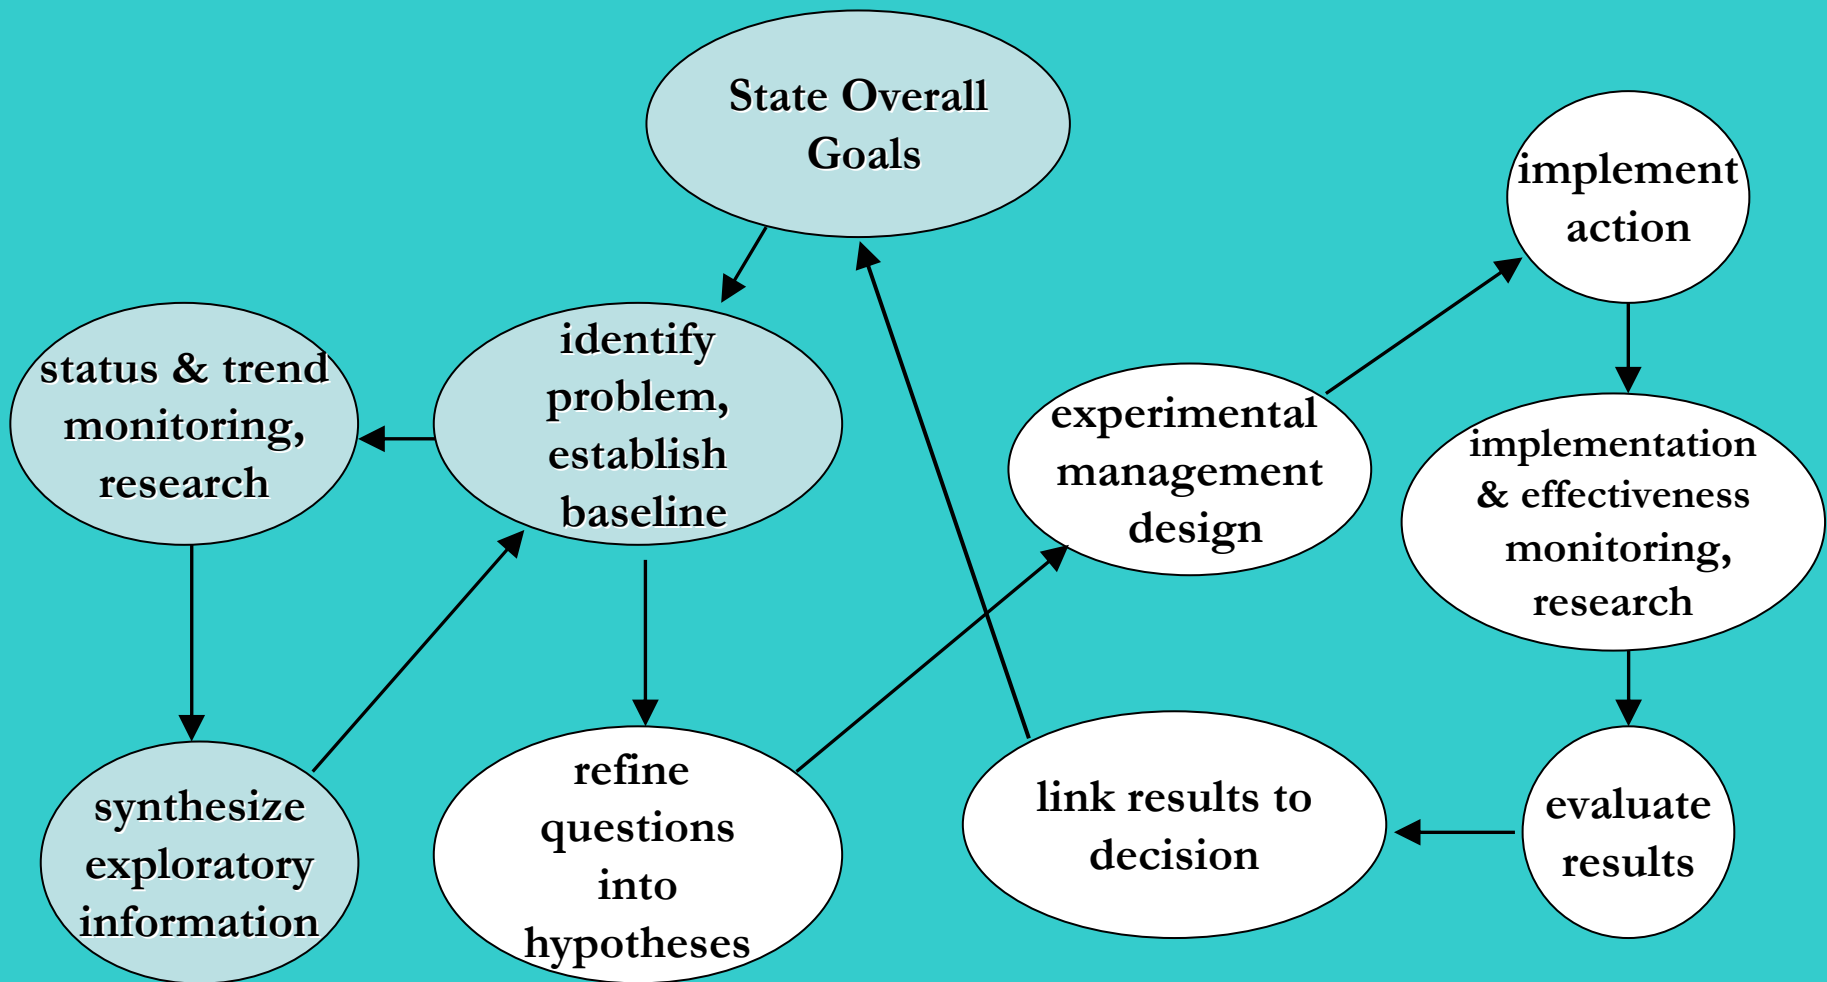 State Overall
Goals
implement
action
status & trend
monitoring,
research
identify
problem,
establish
baseline
experimental
management
design
implementation
& effectiveness
monitoring,
research
synthesize
exploratory
information
refine
questions
into
hypotheses
link results to
decision
evaluate
results